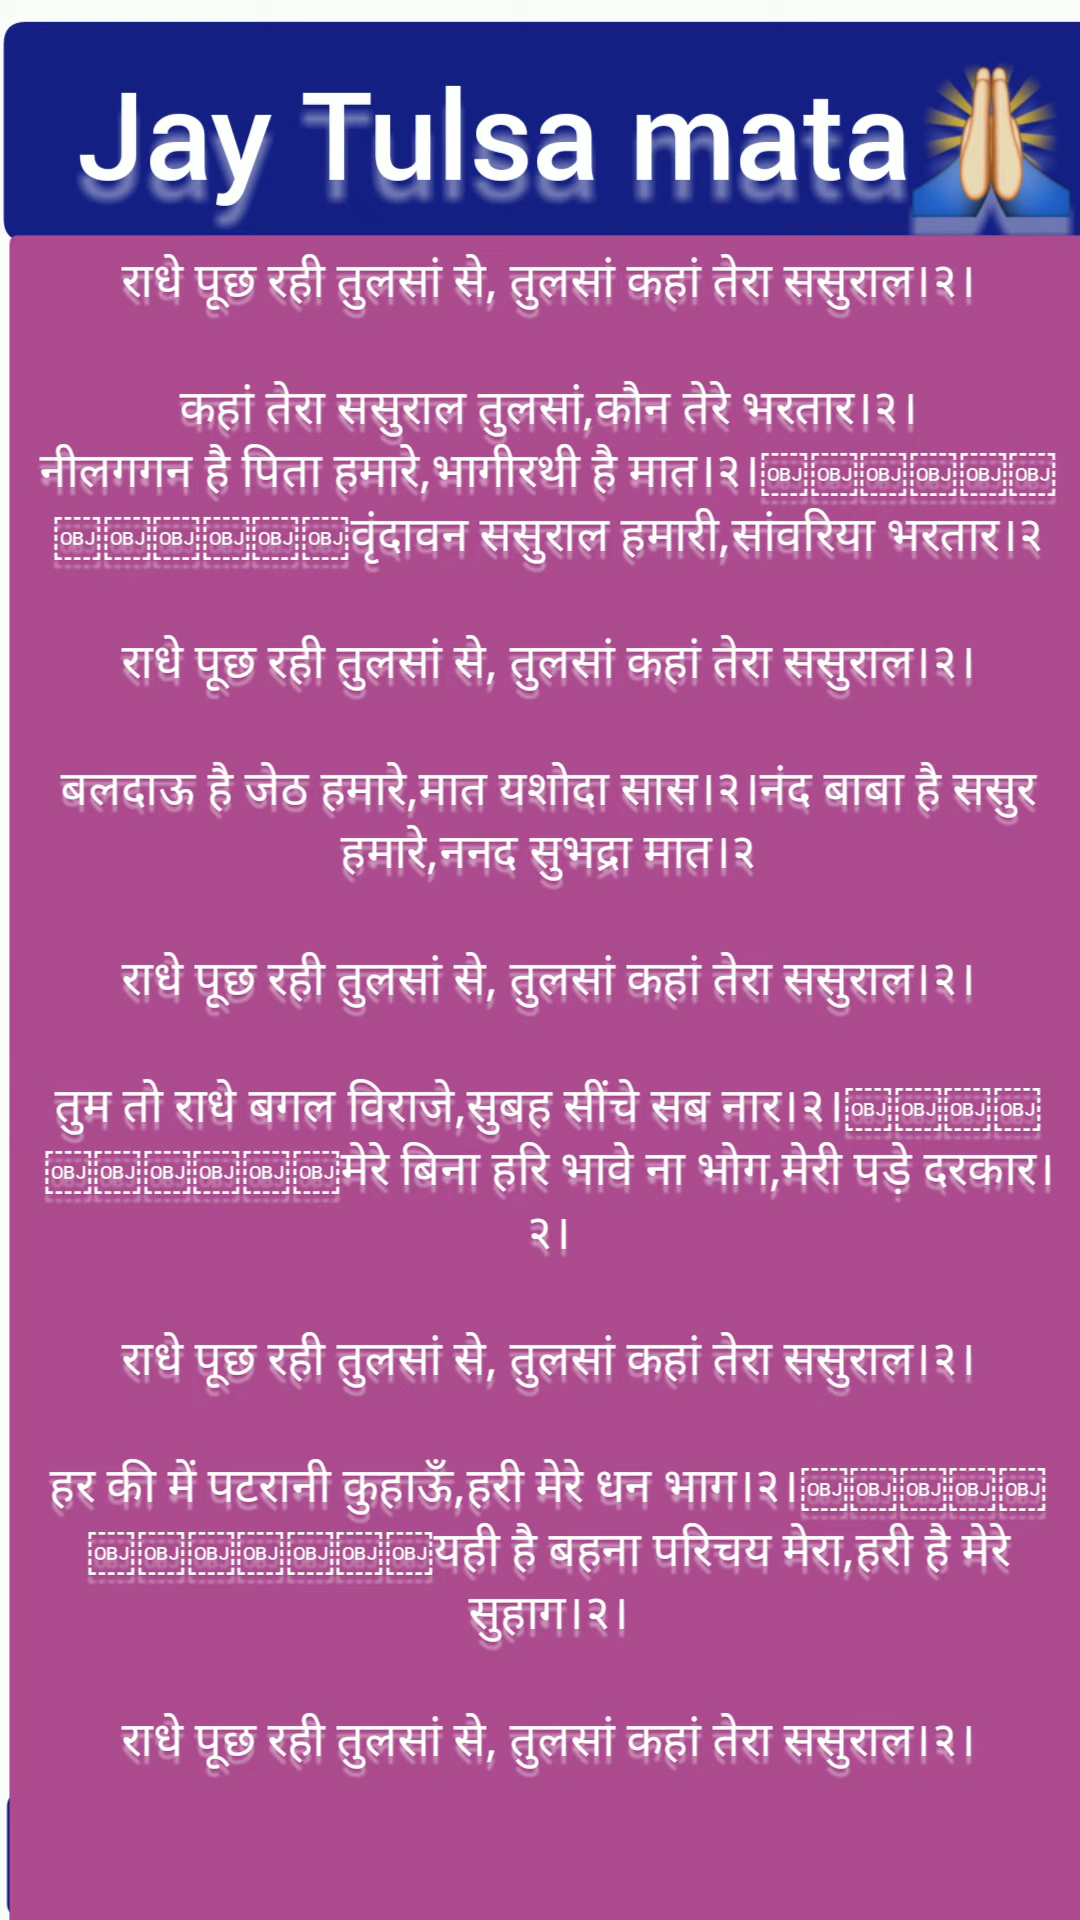 Jay Tulsa mata🙏
राधे पूछ रही तुलसां से, तुलसां कहां तेरा ससुराल।२।
कहां तेरा ससुराल तुलसां,कौन तेरे भरतार।२।
नीलगगन है पिता हमारे,भागीरथी है मात।२।￼￼￼￼￼￼
￼￼￼￼￼￼वृंदावन ससुराल हमारी,सांवरिया भरतार।२
राधे पूछ रही तुलसां से, तुलसां कहां तेरा ससुराल।२।
बलदाऊ है जेठ हमारे,मात यशोदा सास।२।नंद बाबा है ससुर
हमारे,ननद सुभद्रा मात।२
राधे पूछ रही तुलसां से, तुलसां कहां तेरा ससुराल।२।
तुम तो राधे बगल विराजे,सुबह सींचे सब नार।२।￼￼￼￼
￼￼￼￼￼￼मेरे बिना हरि भावे ना भोग,मेरी पड़े दरकार।
२।
राधे पूछ रही तुलसां से, तुलसां कहां तेरा ससुराल।२।
हर की में पटरानी कुहाऊँ,हरी मेरे धन भाग।२।￼￼￼￼￼
￼￼￼￼￼￼￼यही है बहना परिचय मेरा,हरी है मेरे
सुहाग।२।
राधे पूछ रही तुलसां से, तुलसां कहां तेरा ससुराल।२।